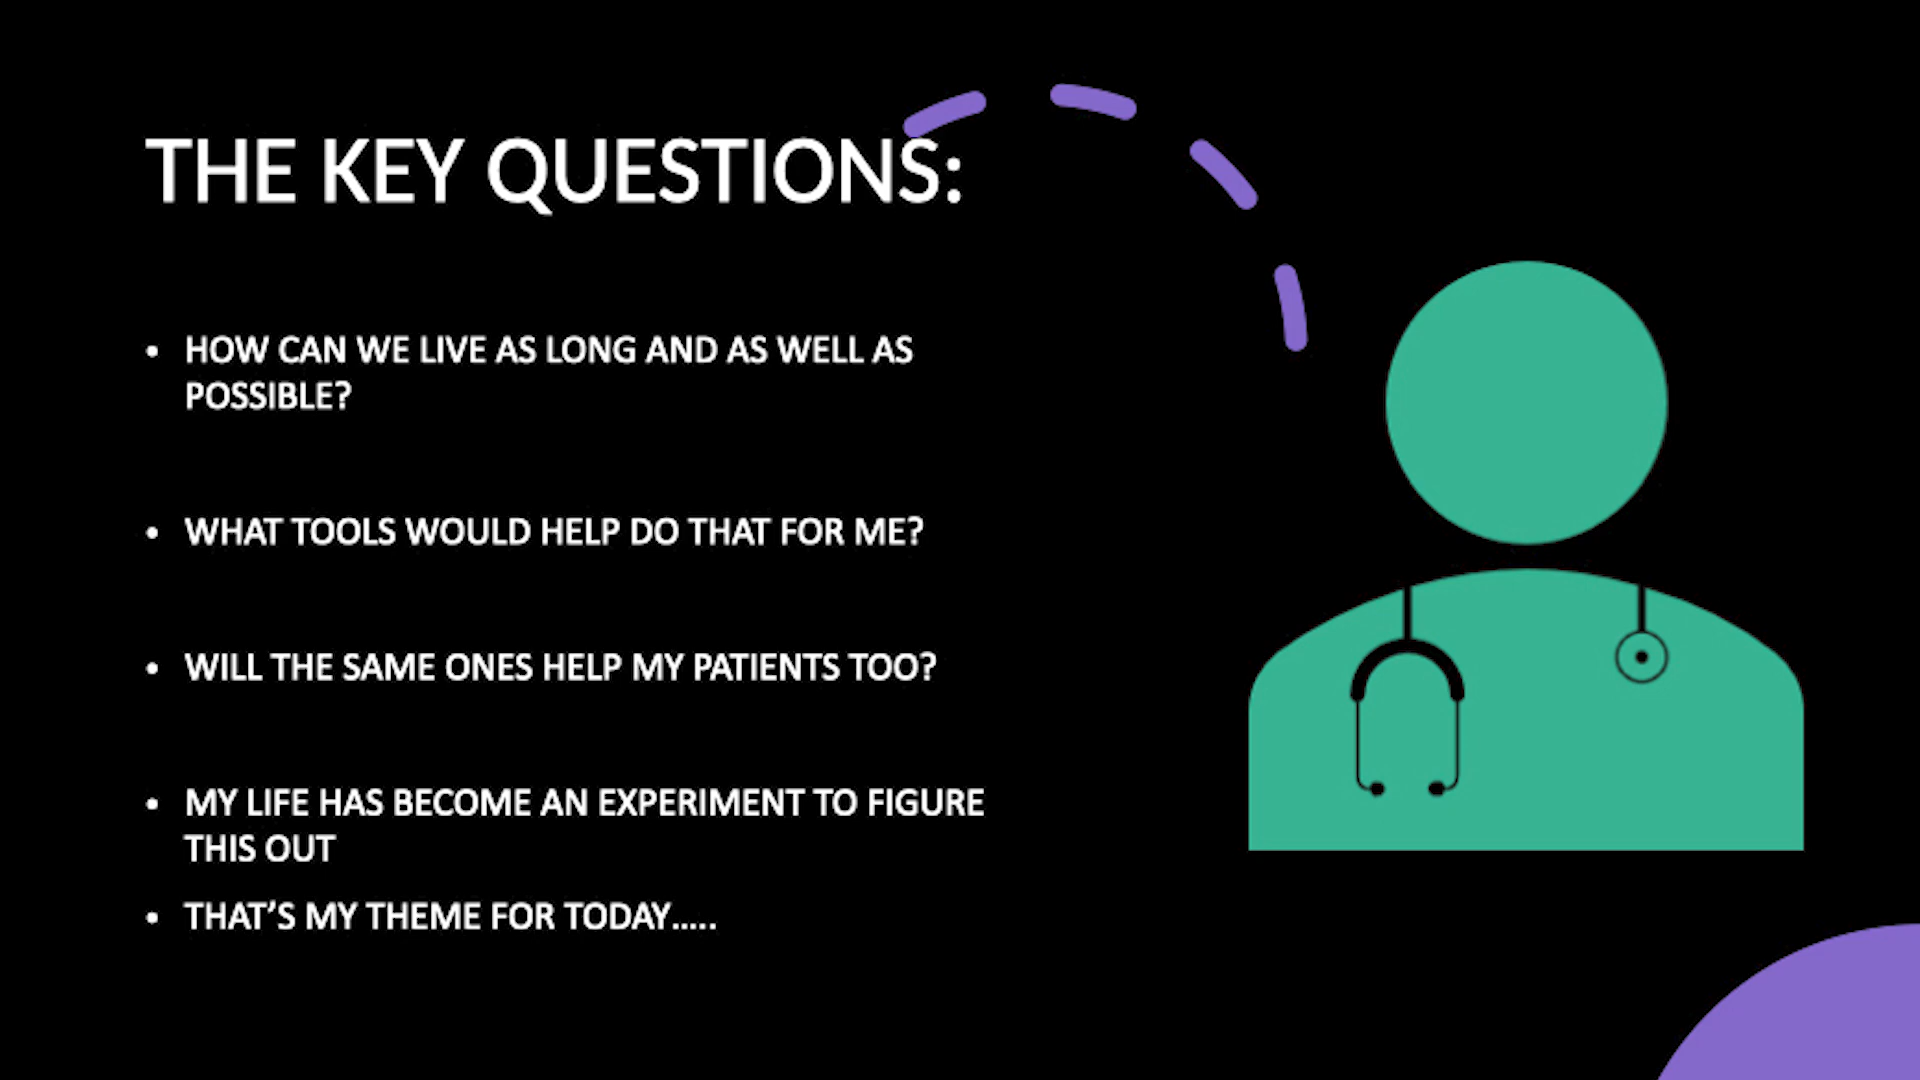 THE KEY QUESTIONS:
• HOW CAN WE LIVE AS LONG AND AS WELL AS
POSSIBLE?
• WHAT TOOLS WOULD HELP DO THAT FOR ME?
• WILL THE SAME ONES HELP MY PATIENTS TOO?
• MY LIFE HAS BECOME AN EXPERIMENT TO FIGURE
THIS OUT
• THAT’S MY THEME FOR TODAY.....